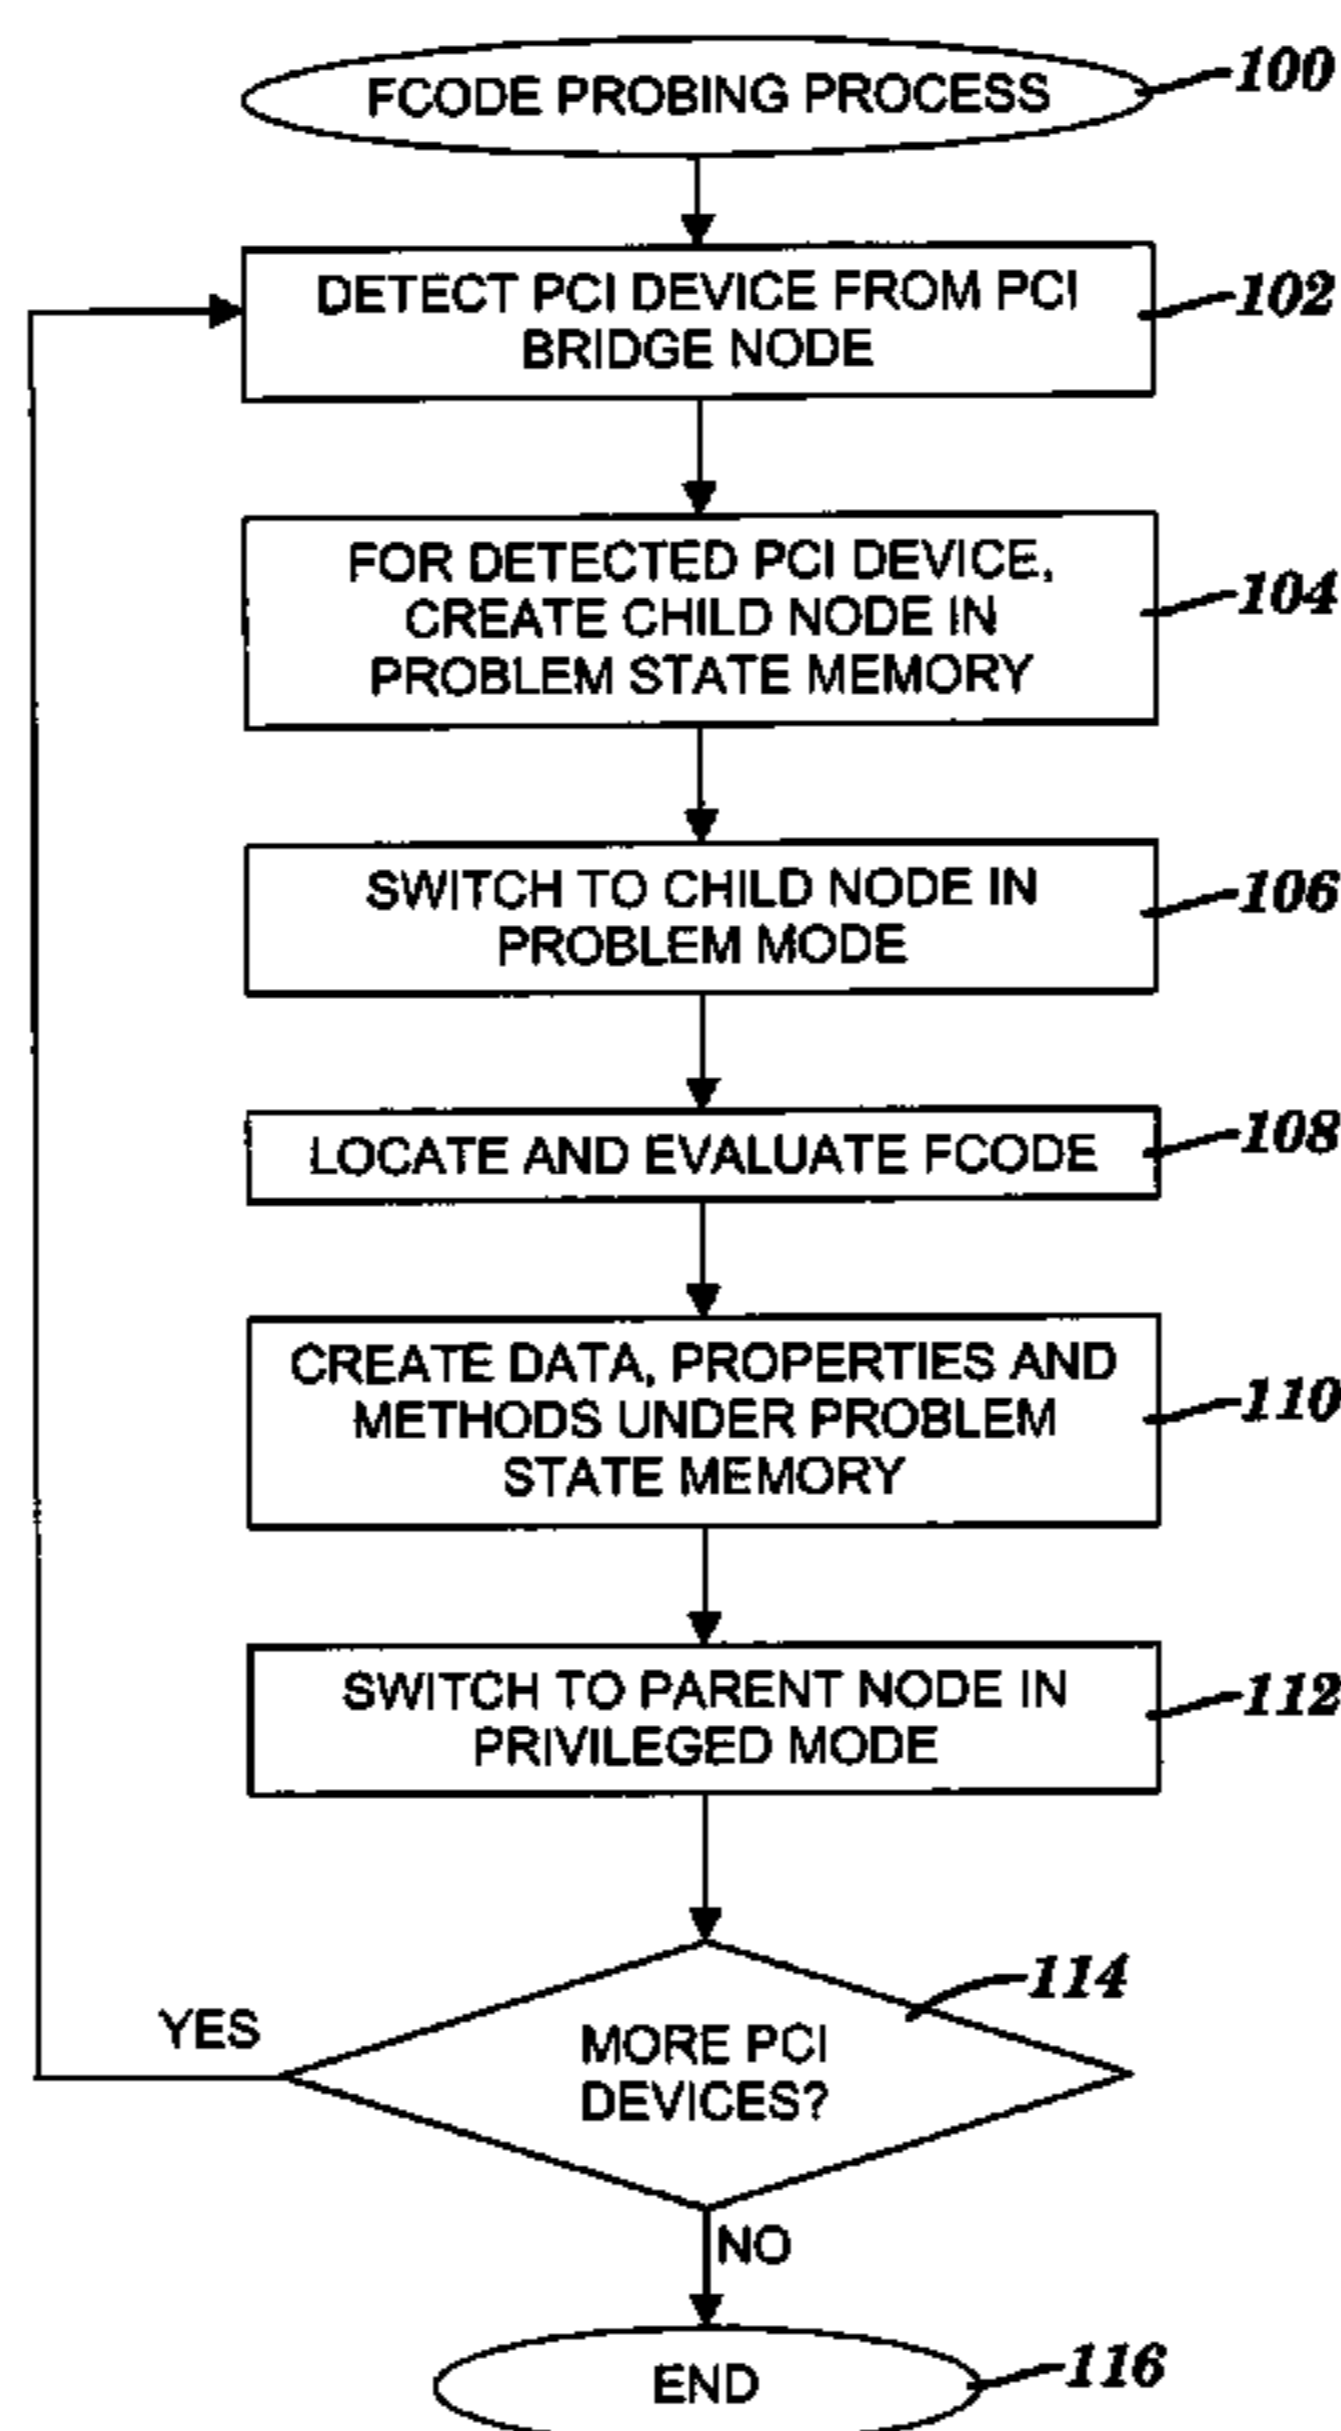 FCODE PROBING PROCESS
100
DETECT PCI DEVICE FROM PCI
BRIDGE NODE
102
FOR DETECTED PCI DEVICE,
CREATE CHILD NODE IN
PROBLEM STATE MEMORY
104
SWITCH TO CHILD NODE IN
PROBLEM MODE
106
LOCATE AND EVALUATE FCODE
108
CREATE DATA, PROPERTIES AND
METHODS UNDER PROBLEM
STATE MEMORY
110
SWITCH TO PARENT NODE IN
PRIVILEGED MODE
112
114
YES
MORE PCI
DEVICES?
NO
END
116